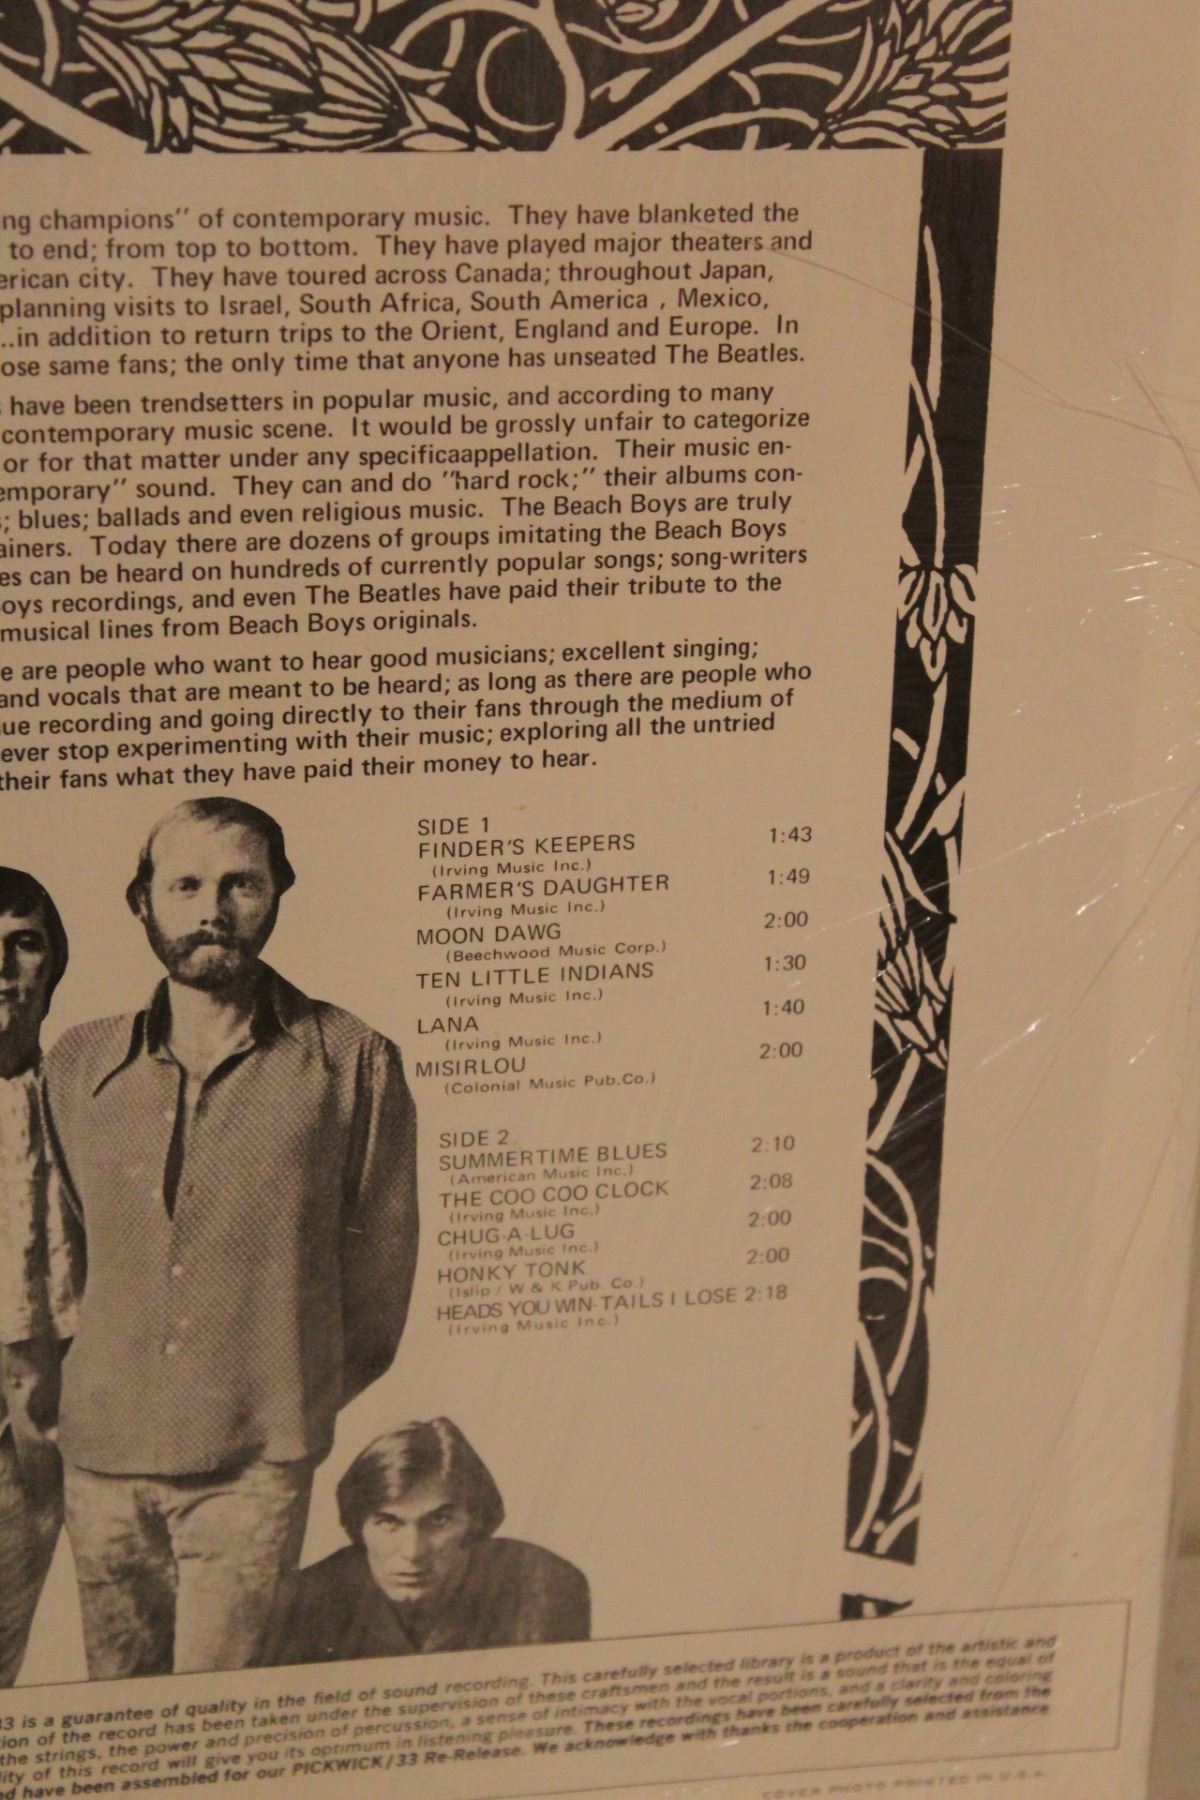 ng champions" of contemporary music. They have blanketed the
to end; from top to bottom. They have played major theaters and
erican city. They have toured across Canada; throughout Japan,
planning visits to Israel, South Africa, South America , Mexico,
...in addition to return trips to the Orient, England and Europe. In
ose same fans; the only time that anyone has unseated The Beatles.
have been trendsetters in popular music, and according to many
contemporary music scene. It would be grossly unfair to categorize
or for that matter under any specificaappellation. Their music en-
emporary" sound. They can and do "hard rock;" their albums con-
s; blues; ballads and even religious music. The Beach Boys are truly
ainers. Today there are dozens of groups imitating the Beach Boys
es can be heard on hundreds of currently popular songs; song-writers
oys recordings, and even The Beatles have paid their tribute to the
musical lines from Beach Boys originals.
e are people who want to hear good musicians; excellent singing;
and vocals that are meant to be heard; as long as there are people who
ue recording and going directly to their fans through the medium of
ever stop experimenting with their music; exploring all the untried
their fans what they have paid their money to hear.
SIDE 1
FINDER'S KEEPERS 1:43
(Irving Music Inc.)
FARMER'S DAUGHTER 1:49
(Irving Music Inc.)
MOON DAWG 2:00
(Beechwood Music Corp.)
TEN LITTLE INDIANS 1:30
(Irving Music Inc.)
LANA 1:40
(Irving Music Inc.)
MISIRLOU 2:00
(Colonial Music Pub.Co.)
SIDE 2
SUMMERTIME BLUES 2:10
(American Music Inc.)
THE COO COO CLOCK 2:08
(Irving Music Inc.)
CHUG-A-LUG 2:00
(Irving Music Inc.)
HONKY TONK 2:00
(Islip / W & K Pub. Co.)
HEADS YOU WIN-TAILS I LOSE 2:18
(Irving Music Inc.)
33 is a guarantee of quality in the field of sound recording. This carefully selected library is a product of the artistic and
tion of the record has been taken under the supervision of these craftsmen and the result is a sound that is the equal of
the strings, the power and precision of percussion, a sense of intimacy with the vocal portions, and a clarity and coloring
lity of this record will give you its optimum in listening pleasure. These recordings have been carefully selected from the
d have been assembled for our PICKWICK/33 Re-Release. We acknowledge with thanks the cooperation and assistance
COVER PHOTO PRINTED IN U.S.A.